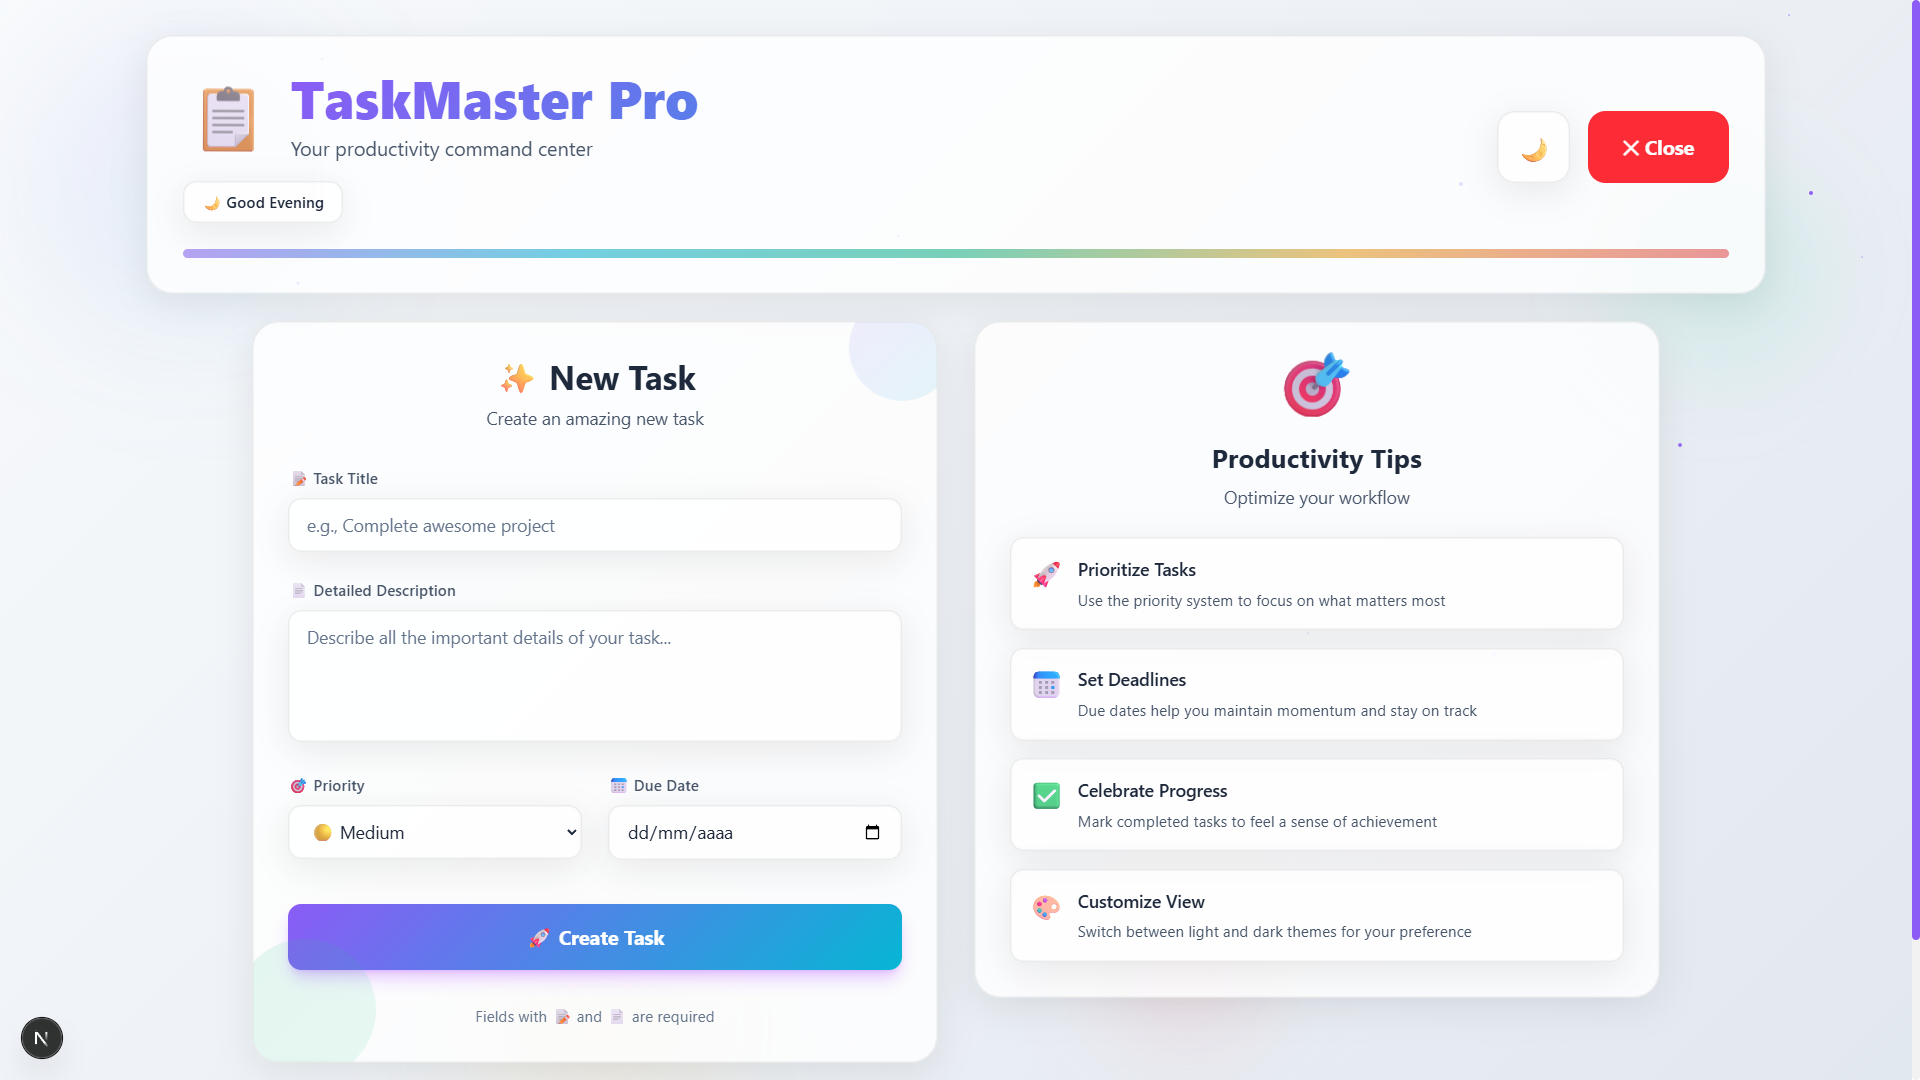 TaskMaster Pro
Your productivity command center
Good Evening
Close
New Task
Create an amazing new task
Task Title
e.g., Complete awesome project
Detailed Description
Describe all the important details of your task...
Priority
Due Date
Medium
dd/mm/aaaa
Create Task
Fields with and are required
Productivity Tips
Optimize your workflow
Prioritize Tasks
Use the priority system to focus on what matters most
Set Deadlines
Due dates help you maintain momentum and stay on track
Celebrate Progress
Mark completed tasks to feel a sense of achievement
Customize View
Switch between light and dark themes for your preference
N